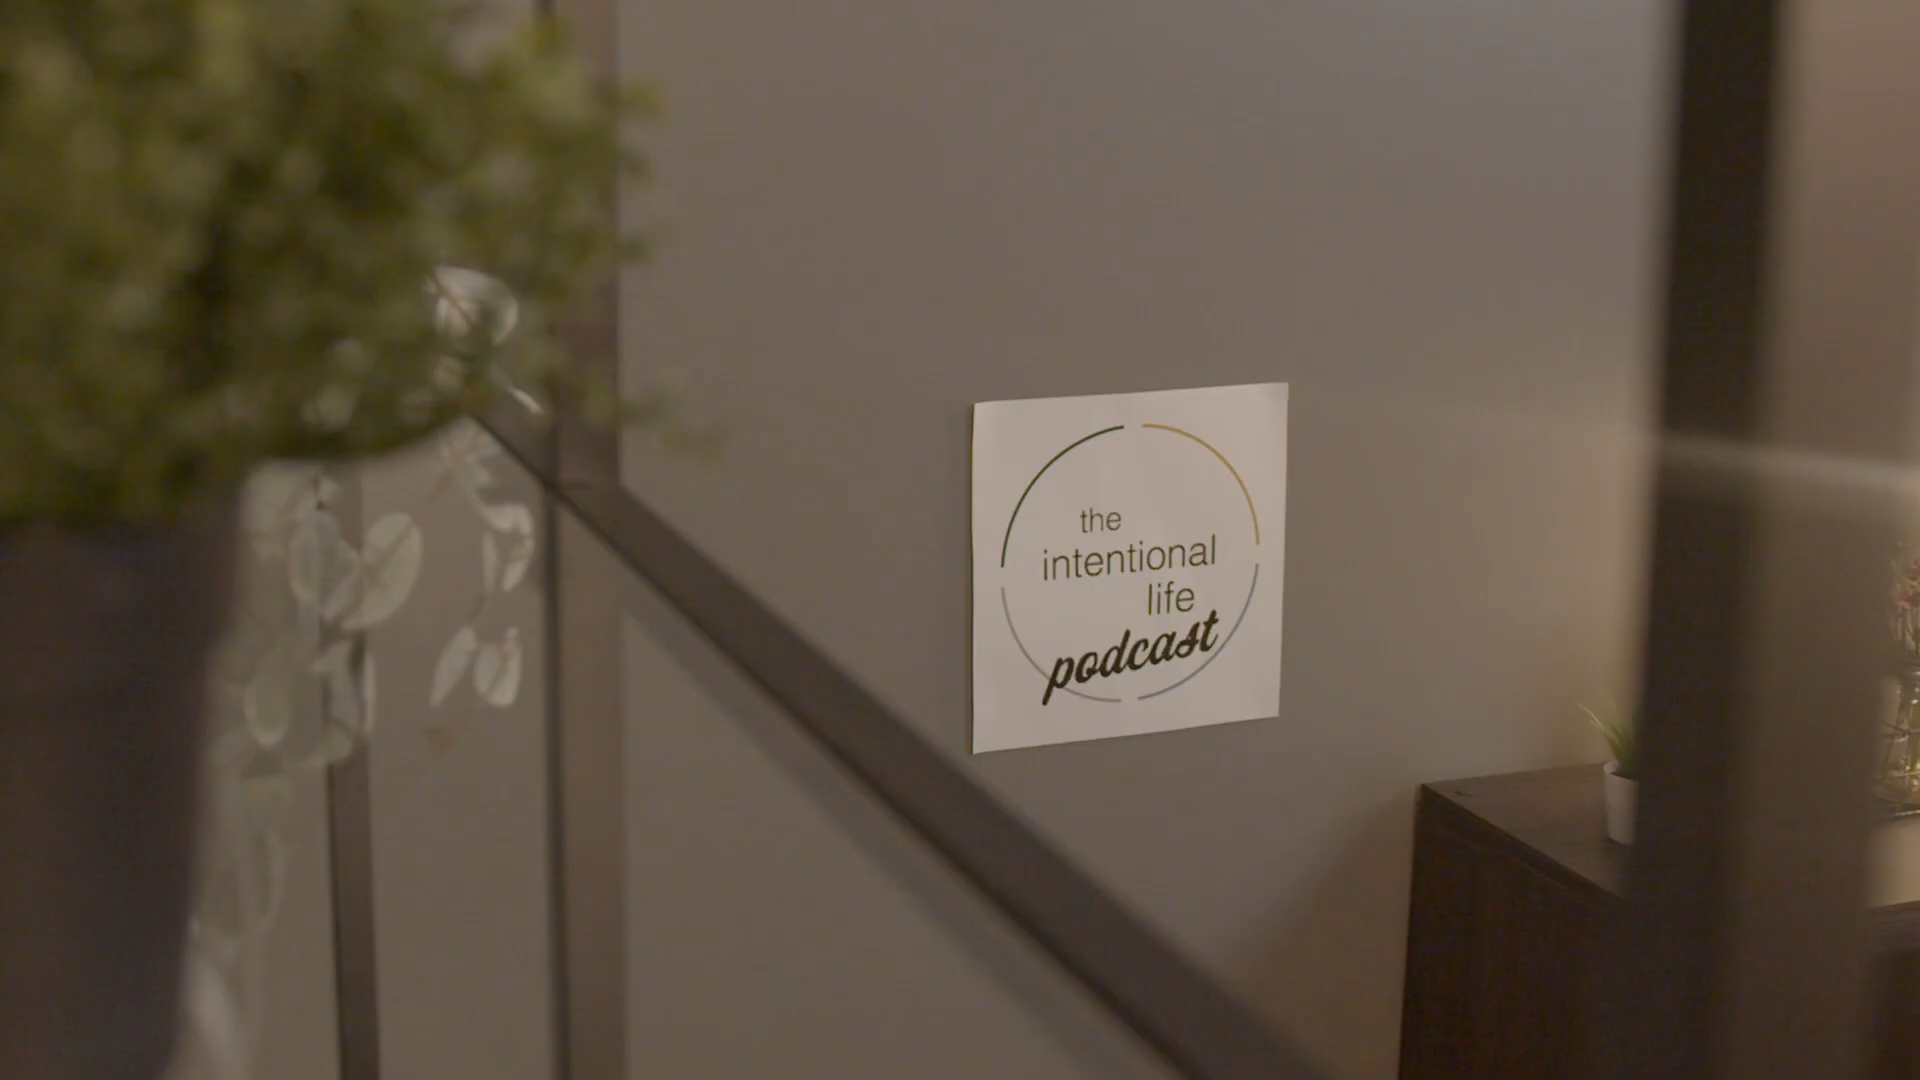 the
intentional
life
podcast